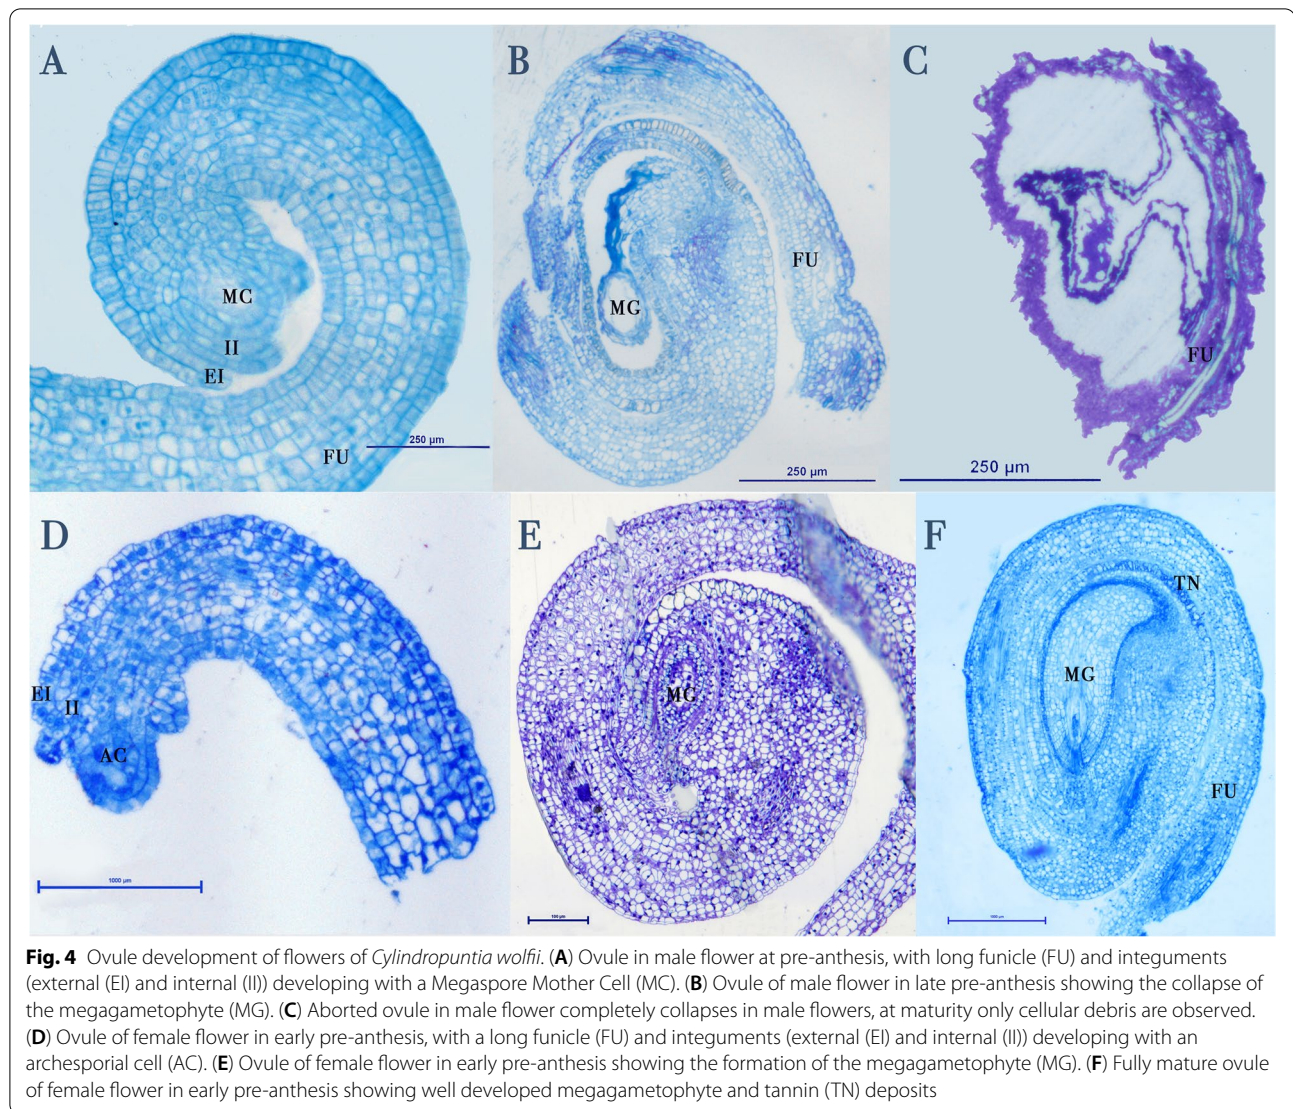 A
B
C
MC
II
EI
FU
250 µm
MG
FU
250 µm
FU
250 µm
D
E
F
EI
II
AC
1000 µm
MG
100 µm
TN
MG
FU
1000 µm
Fig. 4 Ovule development of flowers of Cylindropuntia wolfii. (A) Ovule in male flower at pre-anthesis, with long funicle (FU) and integuments
(external (EI) and internal (II)) developing with a Megaspore Mother Cell (MC). (B) Ovule of male flower in late pre-anthesis showing the collapse of
the megagametophyte (MG). (C) Aborted ovule in male flower completely collapses in male flowers, at maturity only cellular debris are observed.
(D) Ovule of female flower in early pre-anthesis, with a long funicle (FU) and integuments (external (EI) and internal (II)) developing with an
archesporial cell (AC). (E) Ovule of female flower in early pre-anthesis showing the formation of the megagametophyte (MG). (F) Fully mature ovule
of female flower in early pre-anthesis showing well developed megagametophyte and tannin (TN) deposits